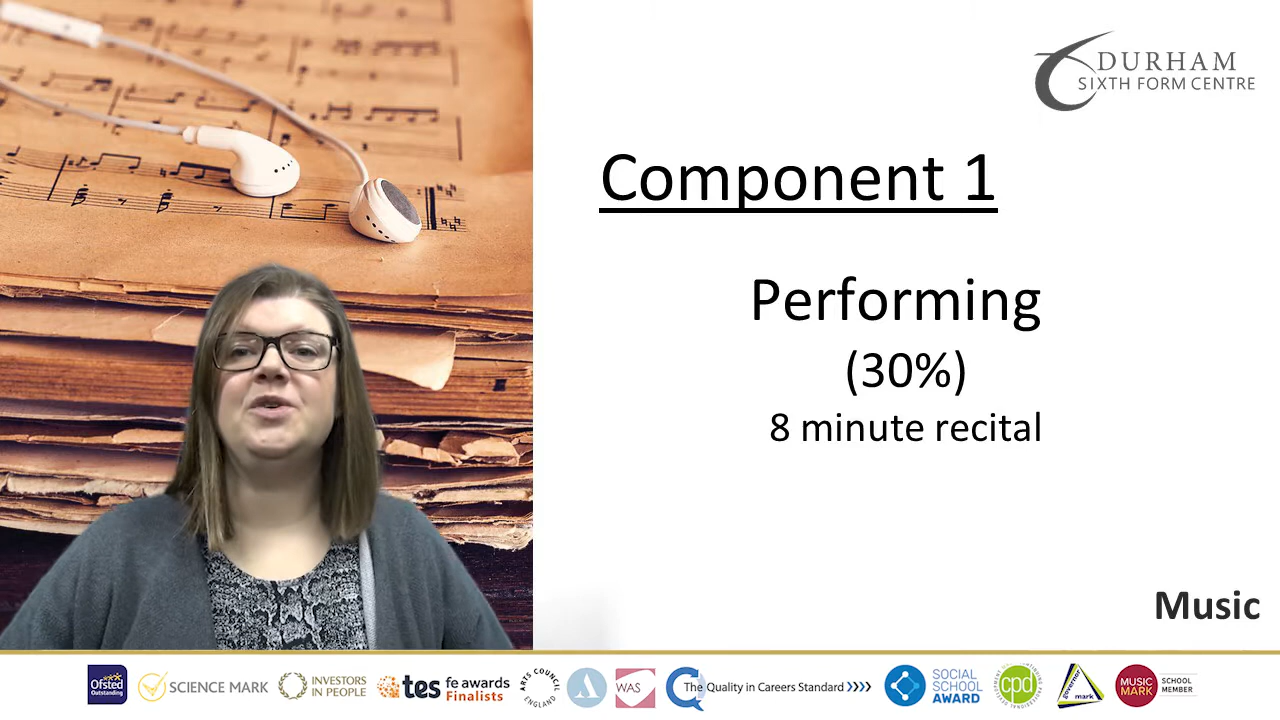 DURHAM
SIXTH FORM CENTRE
Component 1
Performing
(30%)
8 minute recital
Music
Ofsted
Outstanding
SCIENCE MARK
INVESTORS
IN PEOPLE
tes fe awards
Finalists
ARTS COUNCIL
ENGLAND
WAS
The Quality in Careers Standard
SOCIAL
SCHOOL
AWARD
cpd
governor
mark
MUSIC
MARK
SCHOOL
MEMBER